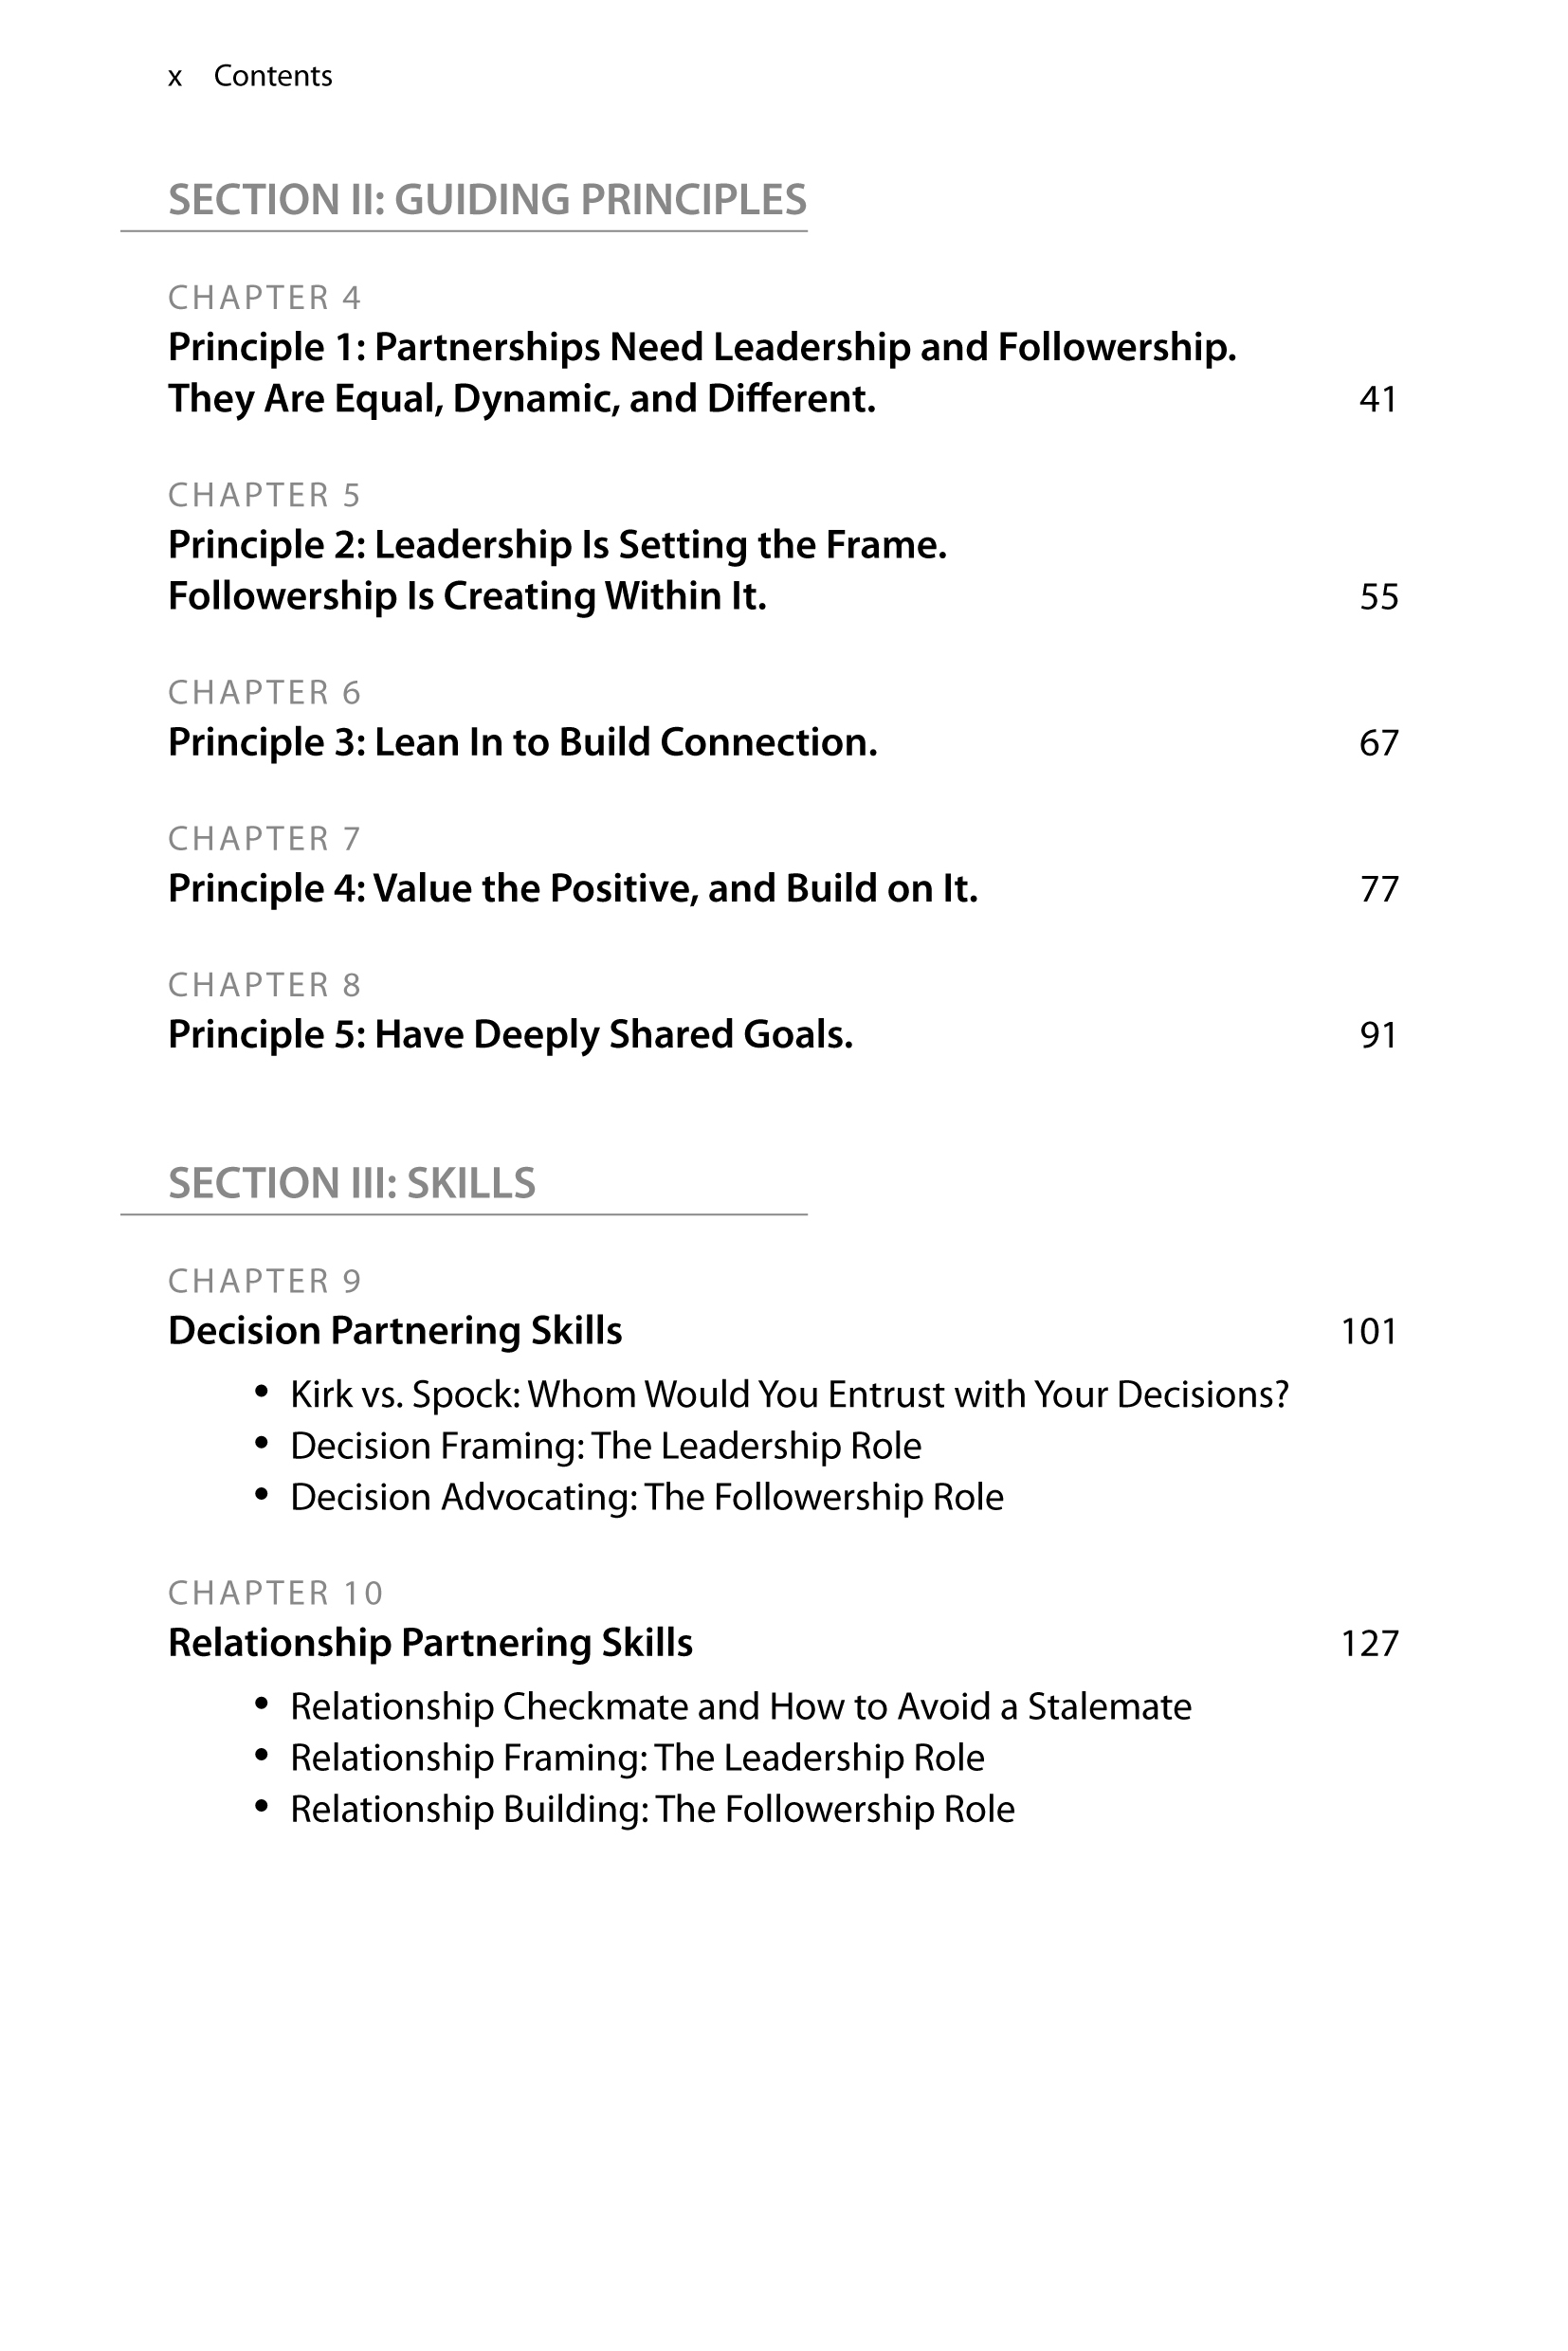 x Contents
SECTION II: GUIDING PRINCIPLES
CHAPTER 4
Principle 1: Partnerships Need Leadership and Followership.
They Are Equal, Dynamic, and Different. 41
CHAPTER 5
Principle 2: Leadership Is Setting the Frame.
Followership Is Creating Within It. 55
CHAPTER 6
Principle 3: Lean In to Build Connection. 67
CHAPTER 7
Principle 4: Value the Positive, and Build on It. 77
CHAPTER 8
Principle 5: Have Deeply Shared Goals. 91
SECTION III: SKILLS
CHAPTER 9
Decision Partnering Skills 101
• Kirk vs. Spock: Whom Would You Entrust with Your Decisions?
• Decision Framing: The Leadership Role
• Decision Advocating: The Followership Role
CHAPTER 10
Relationship Partnering Skills 127
• Relationship Checkmate and How to Avoid a Stalemate
• Relationship Framing: The Leadership Role
• Relationship Building: The Followership Role